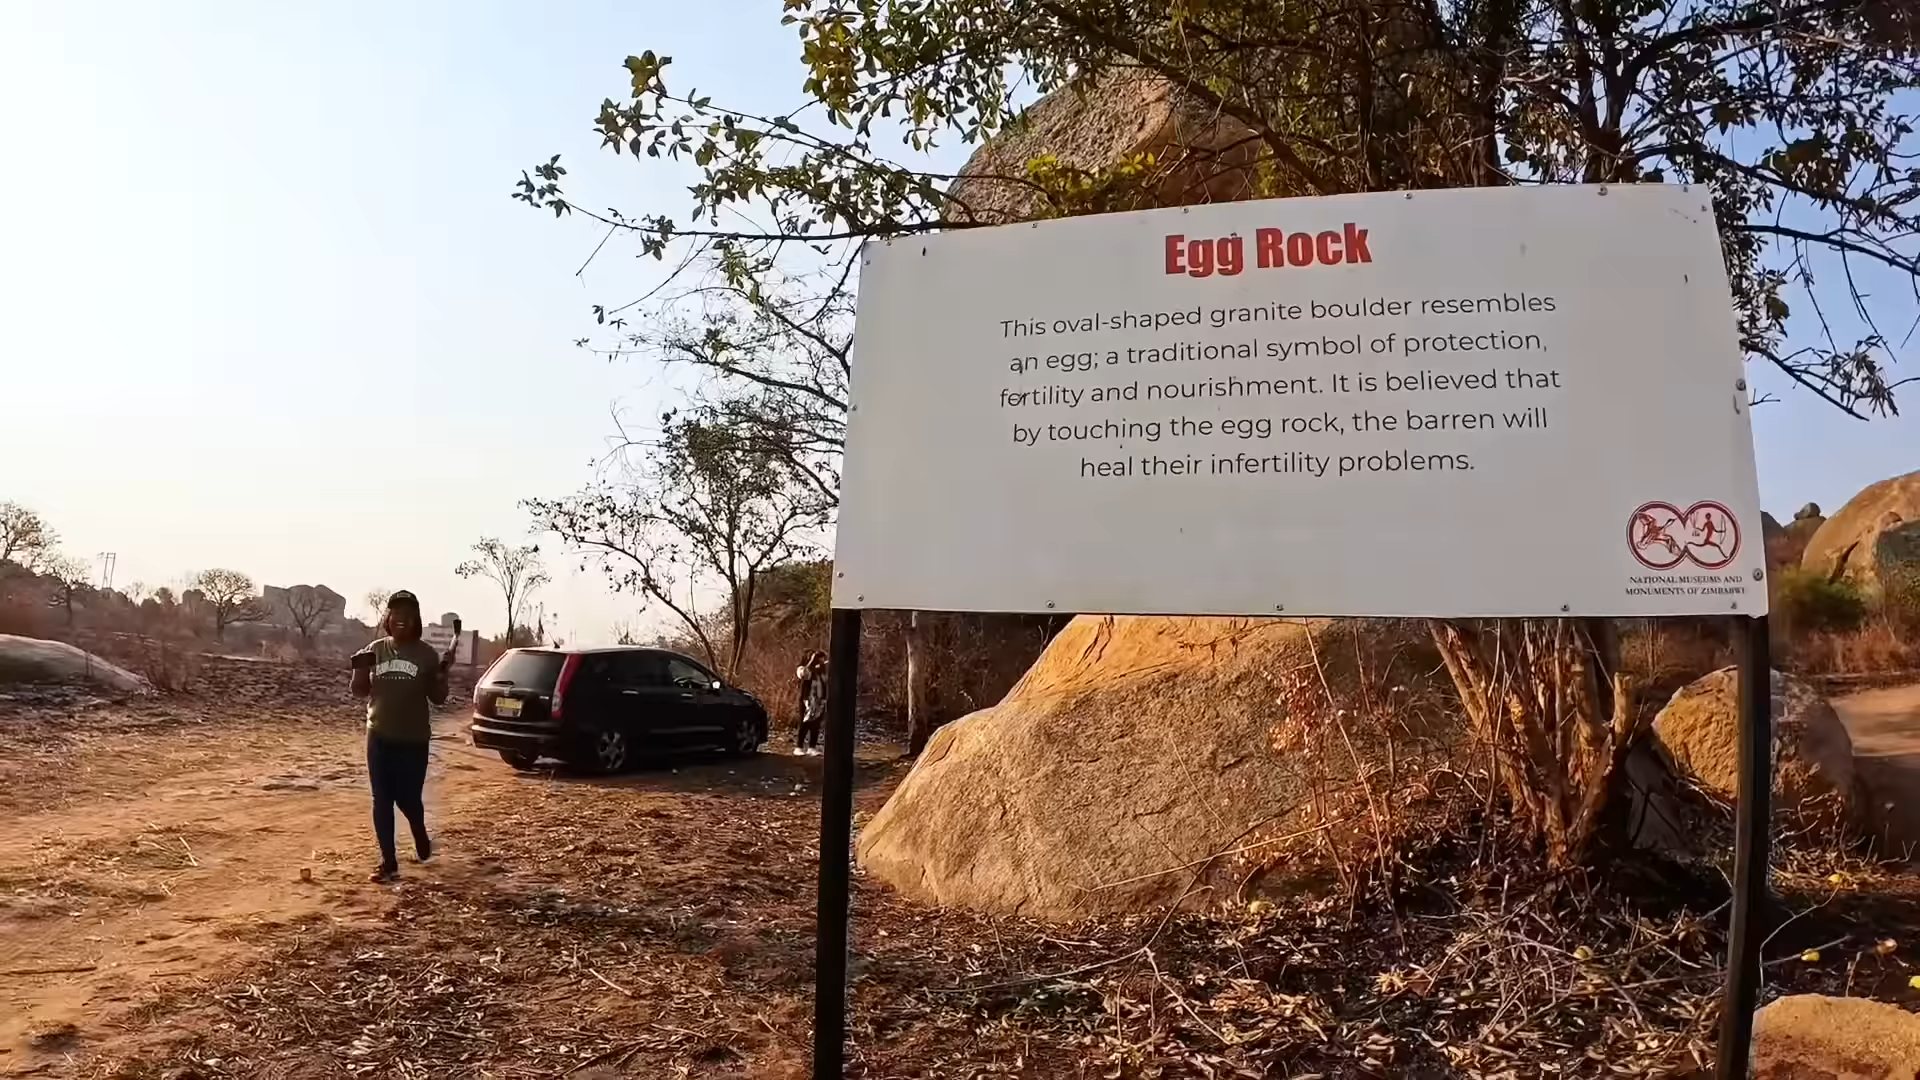 Egg Rock
This oval-shaped granite boulder resembles
an egg; a traditional symbol of protection,
fertility and nourishment. It is believed that
by touching the egg rock, the barren will
heal their infertility problems.
NATIONAL MUSEUMS AND
MONUMENTS OF ZIMBABWE